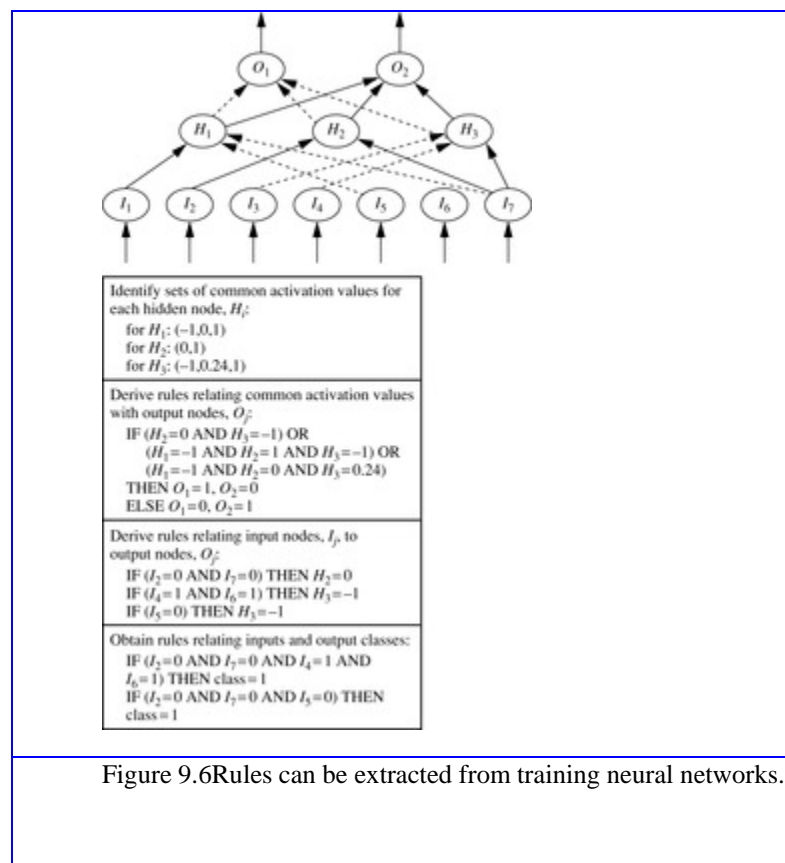 O1 O2
H1 H2 H3
I1 I2 I3 I4 I5 I6 I7
Identify sets of common activation values for
each hidden node, Hi:
for H1: (–1,0,1)
for H2: (0,1)
for H3: (–1,0.24,1)
Derive rules relating common activation values
with output nodes, Oj:
IF (H2=0 AND H3=–1) OR
(H1=–1 AND H2=1 AND H3=–1) OR
(H1=–1 AND H2=0 AND H3=0.24)
THEN O1=1, O2=0
ELSE O1=0, O2=1
Derive rules relating input nodes, Ij, to
output nodes, Oj:
IF (I2=0 AND I7=0) THEN H2=0
IF (I4=1 AND I6=1) THEN H3=–1
IF (I5=0) THEN H3=–1
Obtain rules relating inputs and output classes:
IF (I2=0 AND I7=0 AND I4=1 AND
I6=1) THEN class=1
IF (I2=0 AND I7=0 AND I5=0) THEN
class=1
Figure 9.6Rules can be extracted from training neural networks.